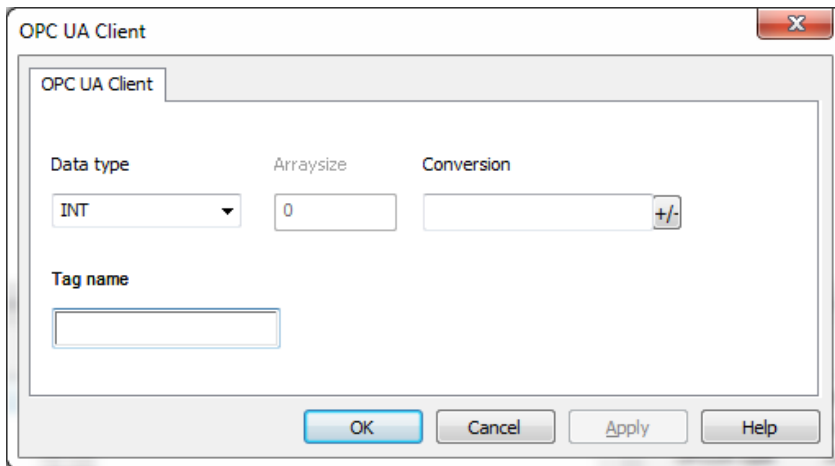 OPC UA Client
OPC UA Client
Data type Arraysize Conversion
INT 0 +/-
Tag name
OK Cancel Apply Help